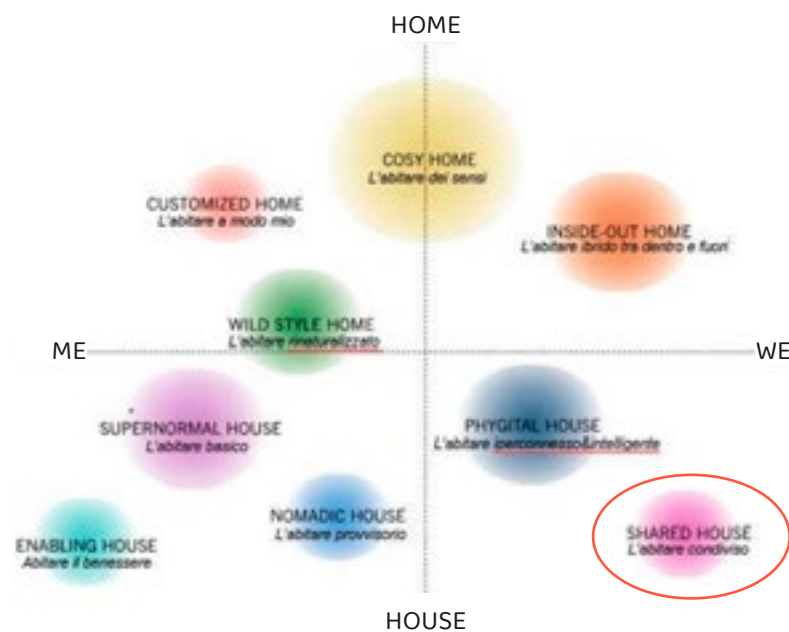 HOME
COSY HOME
L'abitare dei sensi
CUSTOMIZED HOME
L'abitare a modo mio
INSIDE-OUT HOME
L'abitare ibrido tra dentro e fuori
WILD STYLE HOME
L'abitare rinaturalizzato
ME
WE
SUPERNORMAL HOUSE
L'abitare basico
PHYGITAL HOUSE
L'abitare iperconnesso&intelligente
NOMADIC HOUSE
L'abitare provvisorio
SHARED HOUSE
L'abitare condiviso
ENABLING HOUSE
Abitare il benessere
HOUSE